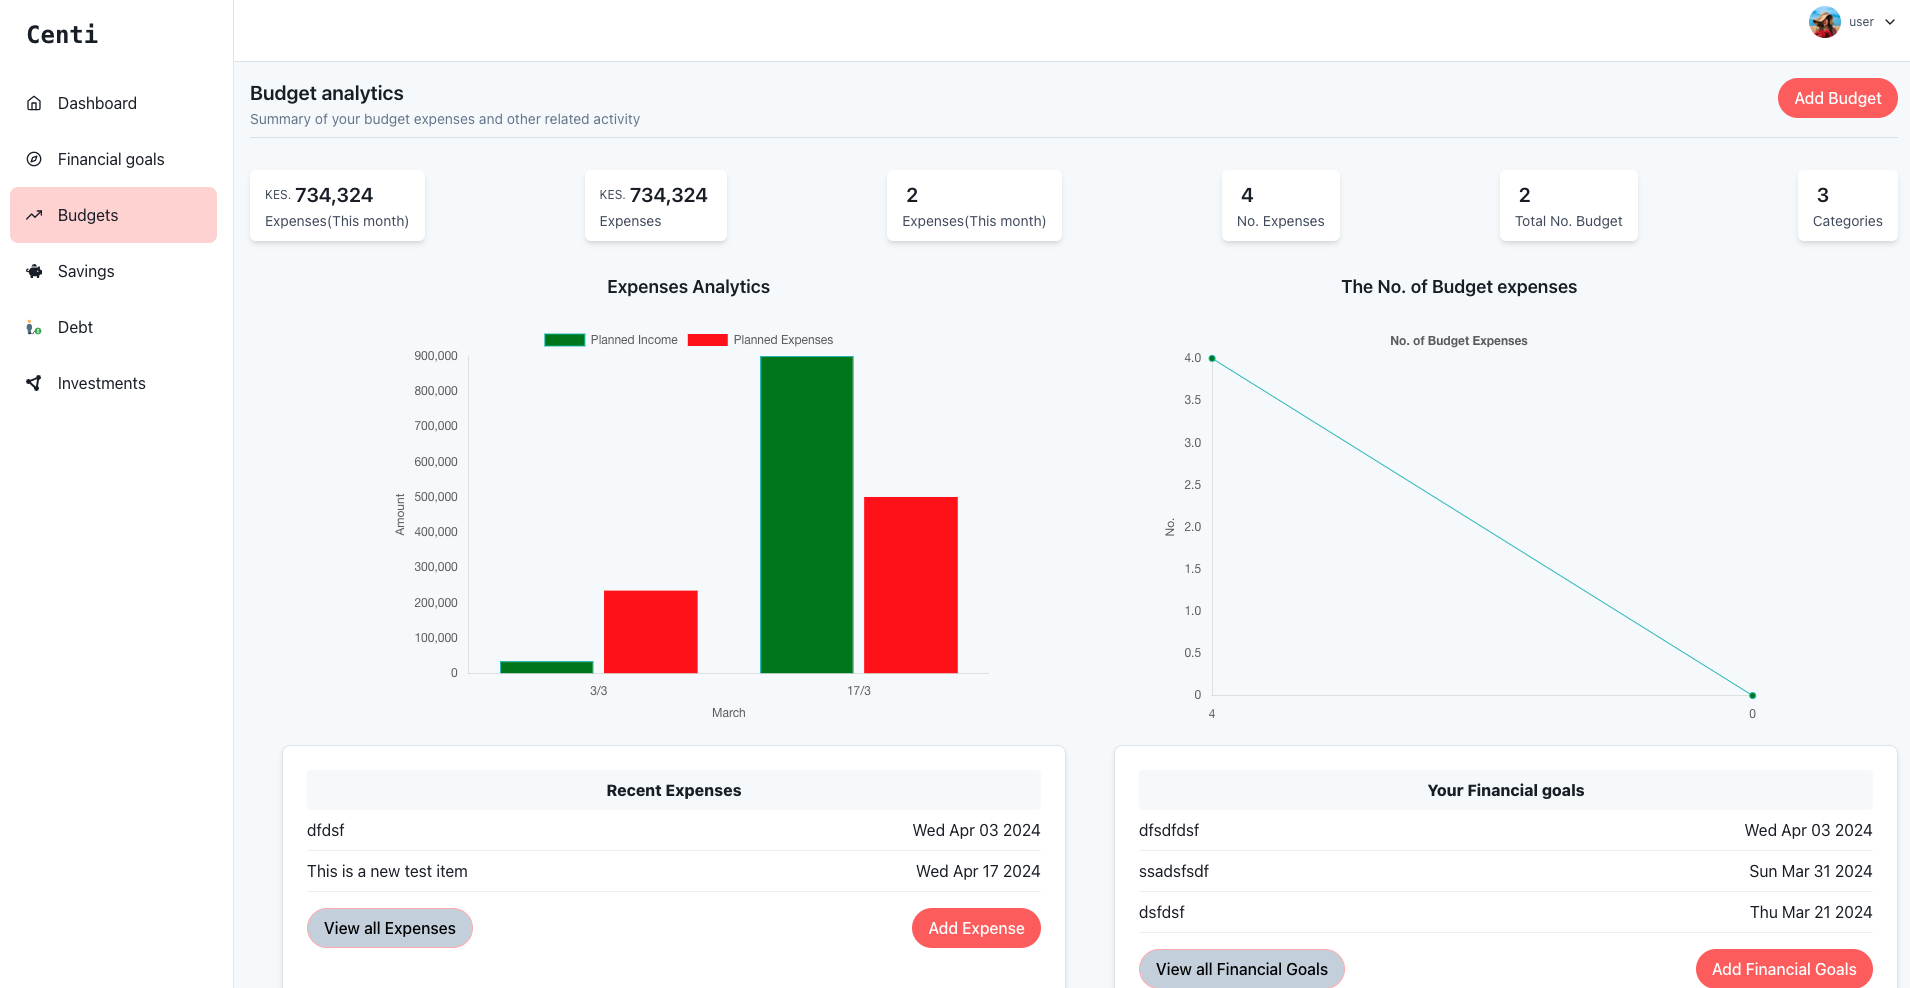 Centi
user
Dashboard
Financial goals
Budgets
Savings
Debt
Investments
Budget analytics
Summary of your budget expenses and other related activity
Add Budget
KES. 734,324
Expenses(This month)
KES. 734,324
Expenses
2
Expenses(This month)
4
No. Expenses
2
Total No. Budget
3
Categories
Expenses Analytics
Planned Income
Planned Expenses
Amount
900,000
800,000
700,000
600,000
500,000
400,000
300,000
200,000
100,000
0
3/3
17/3
March
The No. of Budget expenses
No. of Budget Expenses
No.
4.0
3.5
3.0
2.5
2.0
1.5
1.0
0.5
0
4
0
Recent Expenses
dfdsf Wed Apr 03 2024
This is a new test item Wed Apr 17 2024
View all Expenses
Add Expense
Your Financial goals
dfsdfdsf Wed Apr 03 2024
ssadsfsdf Sun Mar 31 2024
dsfdsf Thu Mar 21 2024
View all Financial Goals
Add Financial Goals